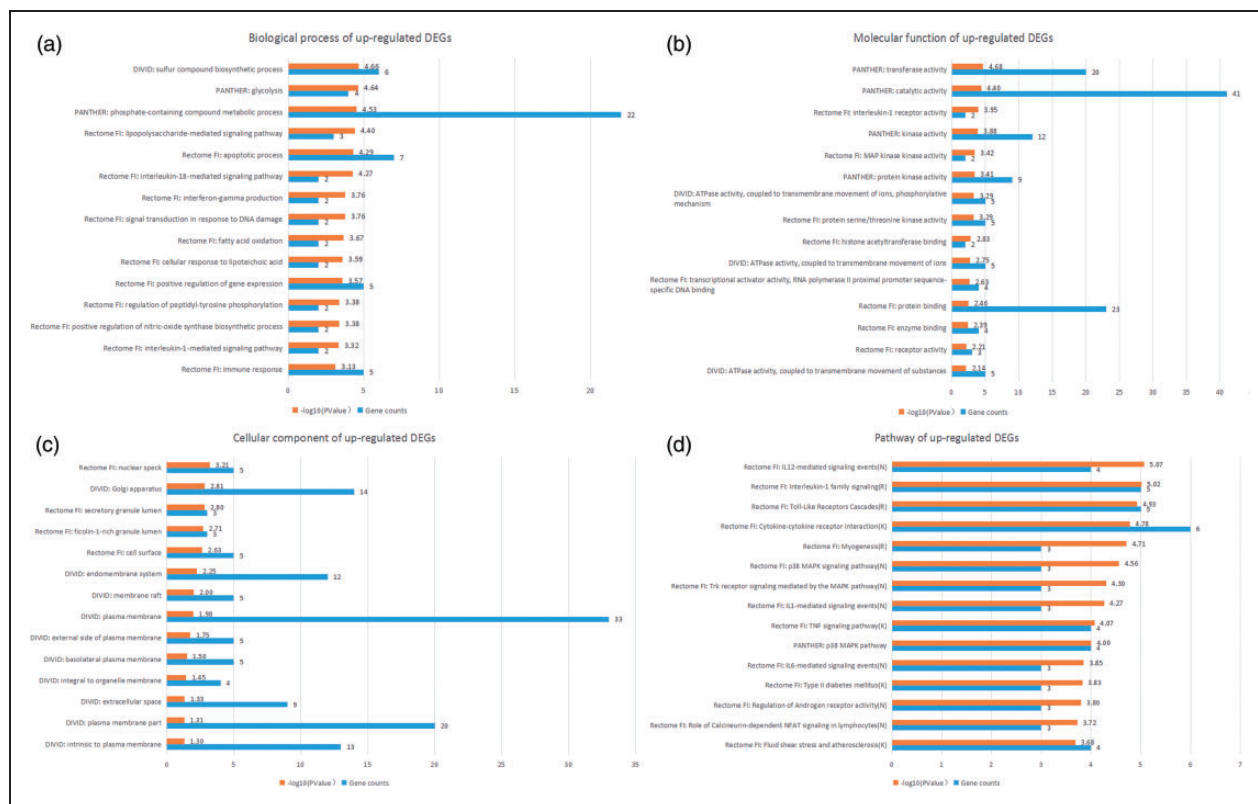 (a)
Biological process of up-regulated DEGs
DIVID: sulfur compound biosynthetic process
4.66
6
PANTHER: glycolysis
4.64
4
PANTHER: phosphate-containing compound metabolic process
4.53
22
Rectome FI: lipopolysaccharide-mediated signaling pathway
4.40
3
Rectome FI: apoptotic process
4.29
7
Rectome FI: interleukin-18-mediated signaling pathway
4.27
2
Rectome FI: interferon-gamma production
3.76
2
Rectome FI: signal transduction in response to DNA damage
3.76
2
Rectome FI: fatty acid oxidation
3.67
2
Rectome FI: cellular response to lipoteichoic acid
3.59
2
Rectome FI: positive regulation of gene expression
3.57
5
Rectome FI: regulation of peptidyl-tyrosine phosphorylation
3.38
2
Rectome FI: positive regulation of nitric-oxide synthase biosynthetic process
3.38
2
Rectome FI: interleukin-1-mediated signaling pathway
3.32
2
Rectome FI: immune response
3.13
5
0 5 10 15 20
-log10(PValue） Gene counts
(b)
Molecular function of up-regulated DEGs
PANTHER: transferase activity
4.68
20
PANTHER: catalytic activity
4.40
41
Rectome FI: interleukin-1 receptor activity
3.95
2
PANTHER: kinase activity
3.88
12
Rectome FI: MAP kinase kinase activity
3.42
2
PANTHER: protein kinase activity
3.41
9
DIVID: ATPase activity, coupled to transmembrane movement of ions, phosphorylative
mechanism
3.29
5
Rectome FI: protein serine/threonine kinase activity
3.29
5
Rectome FI: histone acetyltransferase binding
2.83
2
DIVID: ATPase activity, coupled to transmembrane movement of ions
2.75
5
Rectome FI: transcriptional activator activity, RNA polymerase II proximal promoter sequence-
specific DNA binding
2.63
4
Rectome FI: protein binding
2.46
23
Rectome FI: enzyme binding
2.39
4
Rectome FI: receptor activity
2.21
3
DIVID: ATPase activity, coupled to transmembrane movement of substances
2.14
5
0 5 10 15 20 25 30 35 40
-log10(PValue） Gene counts
(c)
Cellular component of up-regulated DEGs
Rectome FI: nuclear speck
3.21
5
DIVID: Golgi apparatus
2.81
14
Rectome FI: secretory granule lumen
2.80
3
Rectome FI: ficolin-1-rich granule lumen
2.71
3
Rectome FI: cell surface
2.63
5
DIVID: endomembrane system
2.25
12
DIVID: membrane raft
2.00
5
DIVID: plasma membrane
1.98
33
DIVID: external side of plasma membrane
1.75
5
DIVID: basolateral plasma membrane
1.50
5
DIVID: integral to organelle membrane
1.45
4
DIVID: extracellular space
1.33
9
DIVID: plasma membrane part
1.31
20
DIVID: intrinsic to plasma membrane
1.30
13
0 5 10 15 20 25 30 35
-log10(PValue） Gene counts
(d)
Pathway of up-regulated DEGs
Rectome FI: IL12-mediated signaling events(N)
5.07
4
Rectome FI: Interleukin-1 family signaling(R)
5.02
5
Rectome FI: Toll-Like Receptors Cascades(R)
4.93
5
Rectome FI: Cytokine-cytokine receptor interaction(K)
4.78
6
Rectome FI: Myogenesis(R)
4.71
3
Rectome FI: p38 MAPK signaling pathway(N)
4.56
3
Rectome FI: Trk receptor signaling mediated by the MAPK pathway(N)
4.30
3
Rectome FI: IL1-mediated signaling events(N)
4.27
3
Rectome FI: TNF signaling pathway(K)
4.07
4
PANTHER: p38 MAPK pathway
4.00
4
Rectome FI: IL6-mediated signaling events(N)
3.85
3
Rectome FI: Type II diabetes mellitus(K)
3.83
3
Rectome FI: Regulation of Androgen receptor activity(N)
3.80
3
Rectome FI: Role of Calcineurin-dependent NFAT signaling in lymphocytes(N)
3.72
3
Rectome FI: Fluid shear stress and atherosclerosis(K)
3.68
4
0 1 2 3 4 5 6 7
-log10(PValue） Gene counts